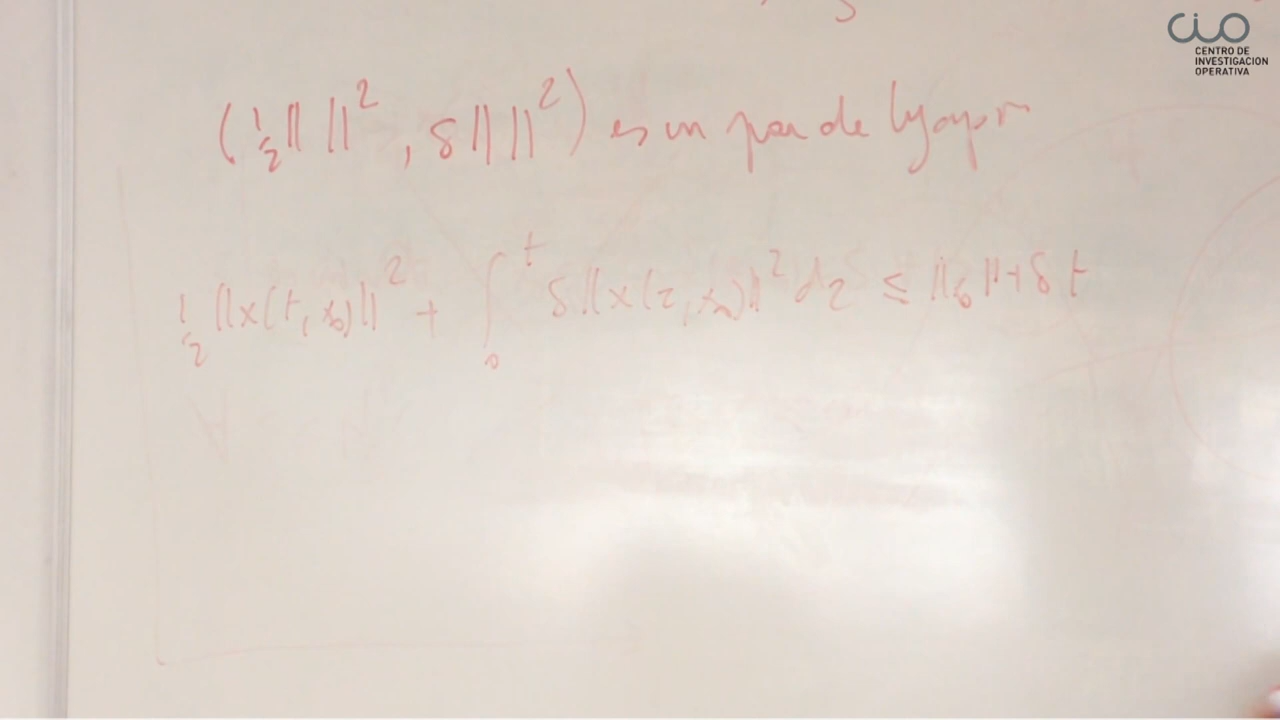 CIO
CENTRO DE
INVESTIGACION
OPERATIVA
(½‖ ‖², δ‖ ‖²) es un par de Lyapun
½ ‖x(t, x₀)‖² + ∫₀ᵗ δ‖x(z, x₀)‖² dz ≤ ‖x₀‖ + δ t